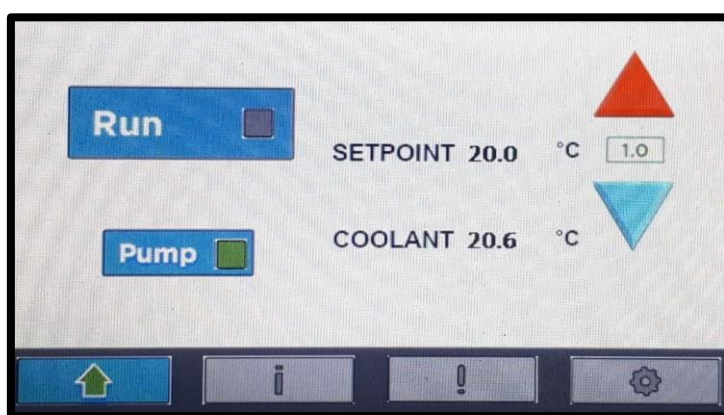 Run
SETPOINT 20.0 °C 1.0
Pump
COOLANT 20.6 °C
i
!